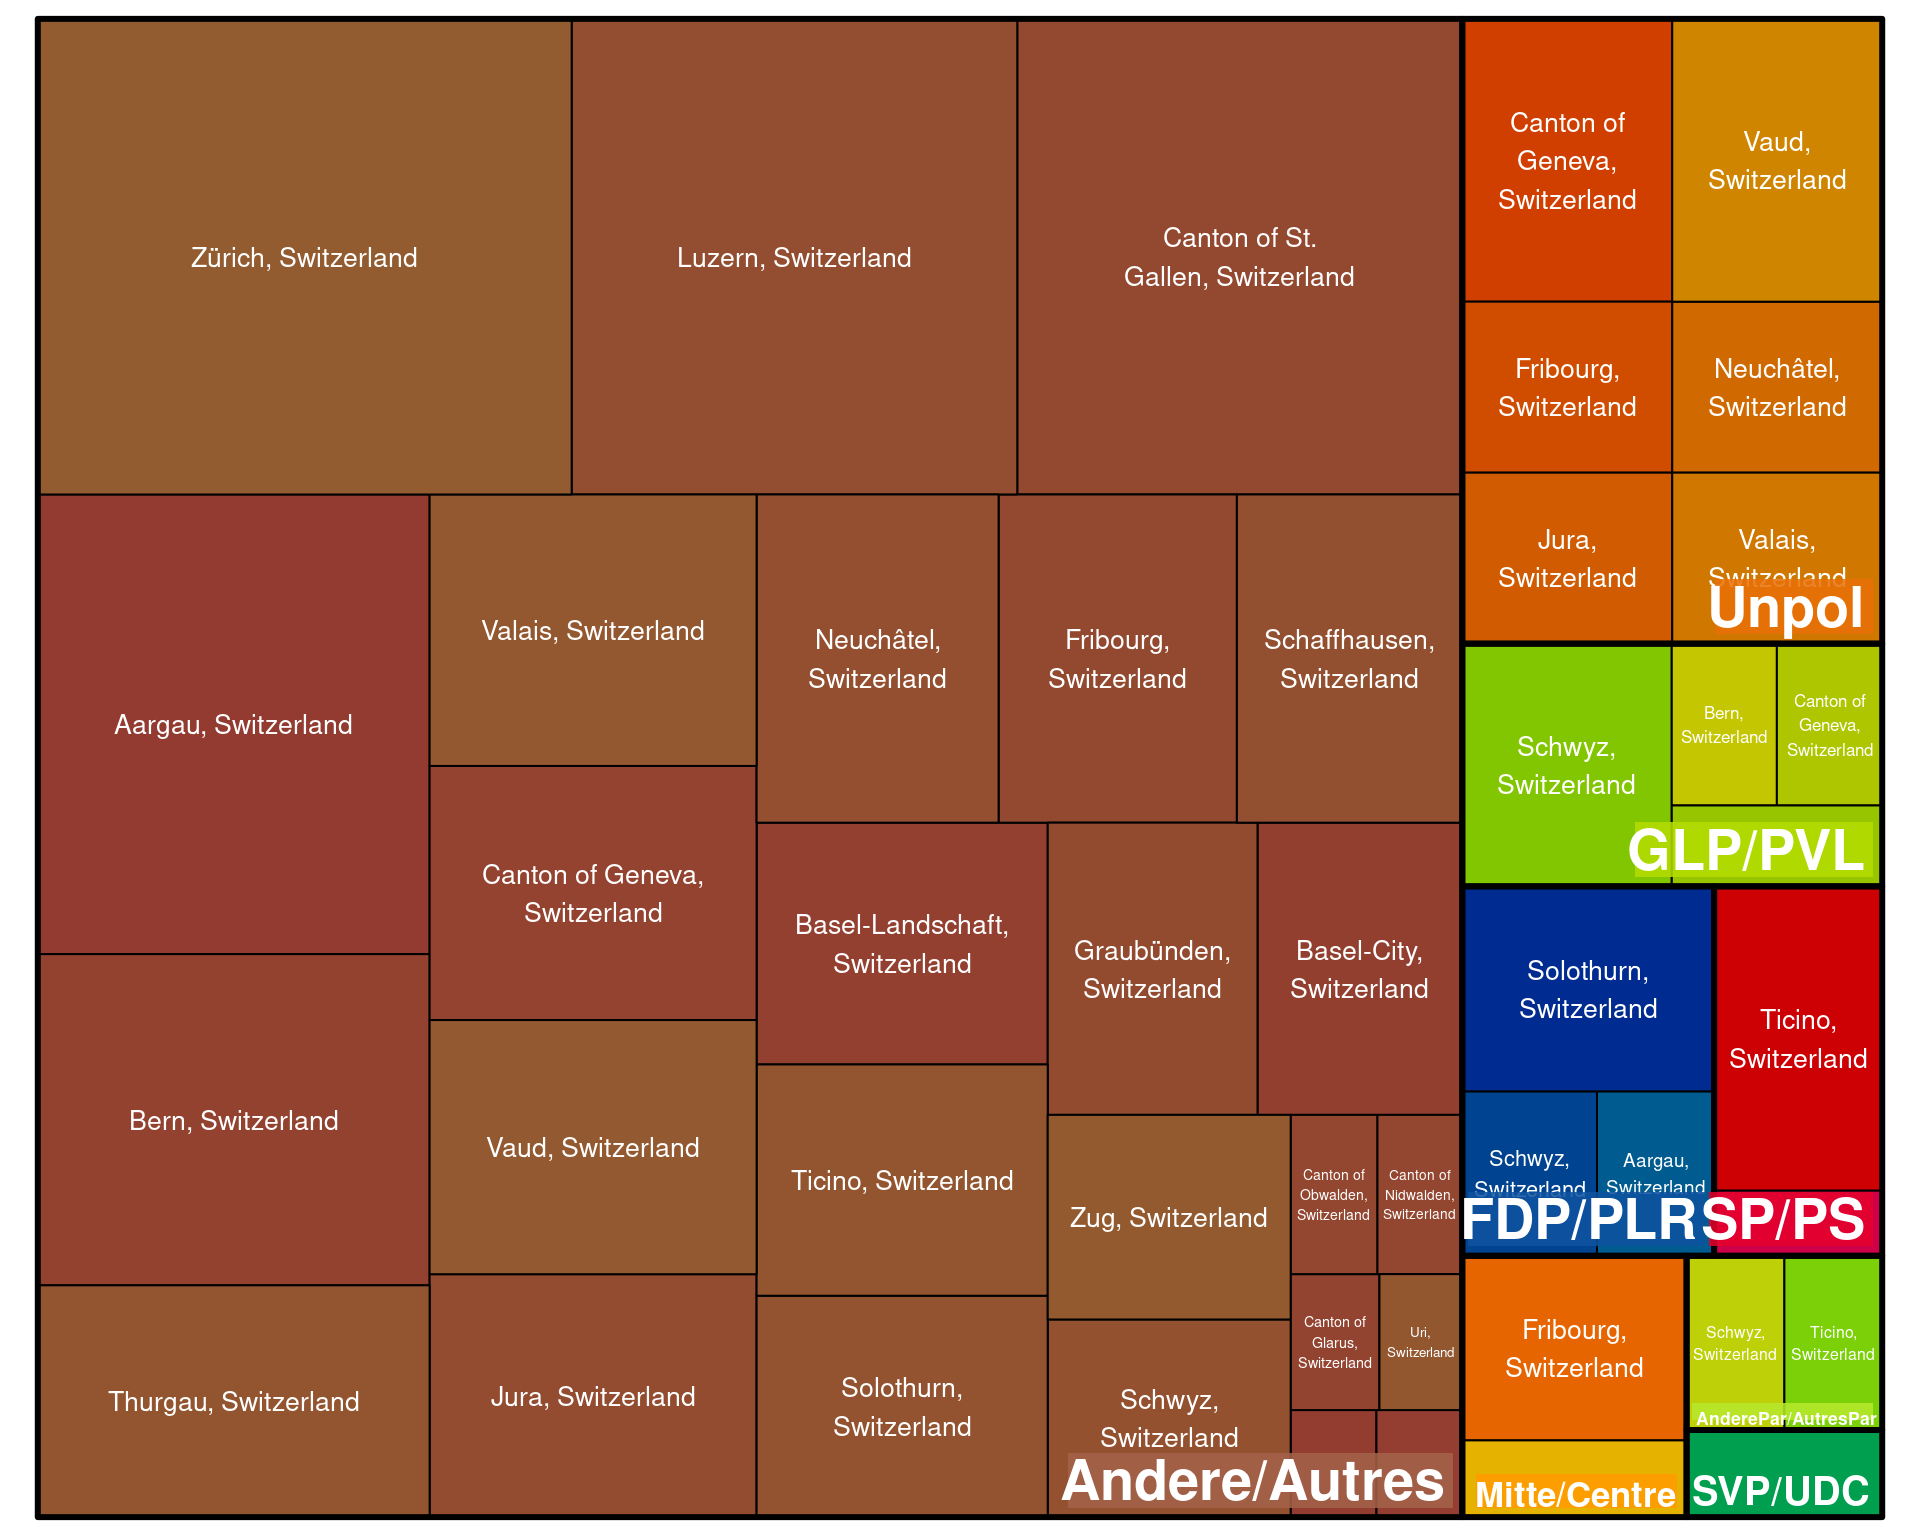 Zürich, Switzerland
Luzern, Switzerland
Canton of St.
Gallen, Switzerland
Aargau, Switzerland
Bern, Switzerland
Thurgau, Switzerland
Valais, Switzerland
Canton of Geneva,
Switzerland
Vaud, Switzerland
Jura, Switzerland
Neuchâtel,
Switzerland
Fribourg,
Switzerland
Schaffhausen,
Switzerland
Basel-Landschaft,
Switzerland
Ticino, Switzerland
Solothurn,
Switzerland
Graubünden,
Switzerland
Basel-City,
Switzerland
Zug, Switzerland
Schwyz,
Switzerland
Canton of
Obwalden,
Switzerland
Canton of
Nidwalden,
Switzerland
Canton of
Glarus,
Switzerland
Uri,
Switzerland
Andere/Autres
Canton of
Geneva,
Switzerland
Vaud,
Switzerland
Fribourg,
Switzerland
Neuchâtel,
Switzerland
Jura,
Switzerland
Valais,
Switzerland
Unpol
Schwyz,
Switzerland
Bern,
Switzerland
Canton of
Geneva,
Switzerland
GLP/PVL
Solothurn,
Switzerland
Schwyz,
Switzerland
Aargau,
Switzerland
FDP/PLR
Ticino,
Switzerland
SP/PS
Fribourg,
Switzerland
Mitte/Centre
Schwyz,
Switzerland
Ticino,
Switzerland
AnderePar/AutresPar
SVP/UDC